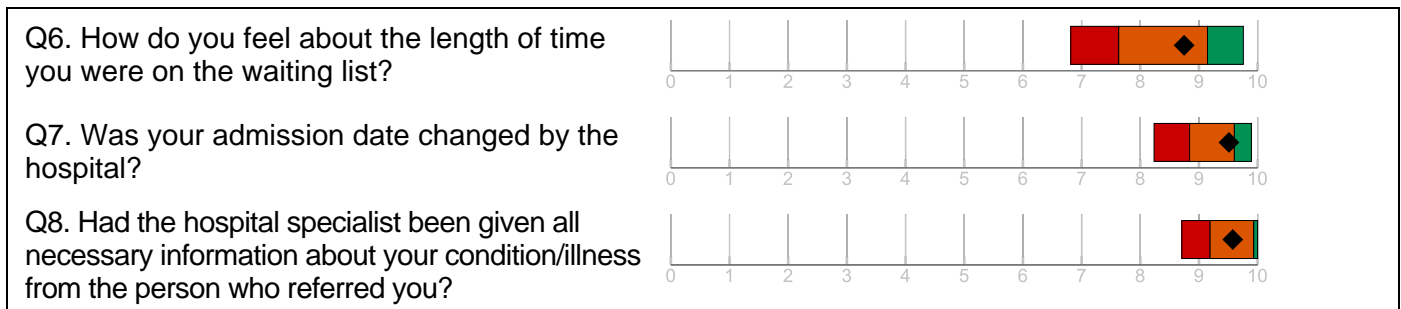 Q6. How do you feel about the length of time
you were on the waiting list?
0 1 2 3 4 5 6 7 8 9 10
Q7. Was your admission date changed by the
hospital?
0 1 2 3 4 5 6 7 8 9 10
Q8. Had the hospital specialist been given all
necessary information about your condition/illness
from the person who referred you?
0 1 2 3 4 5 6 7 8 9 10